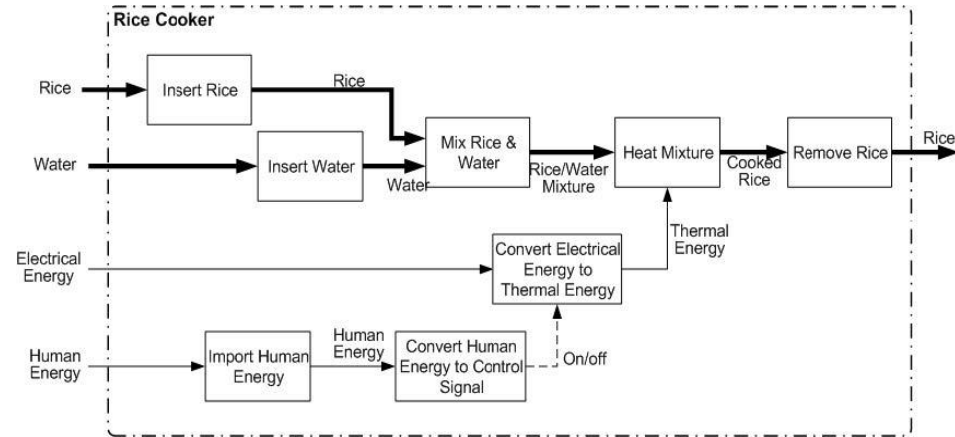 Rice Cooker
Rice
Insert Rice
Rice
Water
Insert Water
Water
Mix Rice &
Water
Rice/Water
Mixture
Heat Mixture
Cooked
Rice
Remove Rice
Rice
Electrical
Energy
Convert Electrical
Energy to
Thermal Energy
Thermal
Energy
Human
Energy
Import Human
Energy
Human
Energy
Convert Human
Energy to Control
Signal
On/off